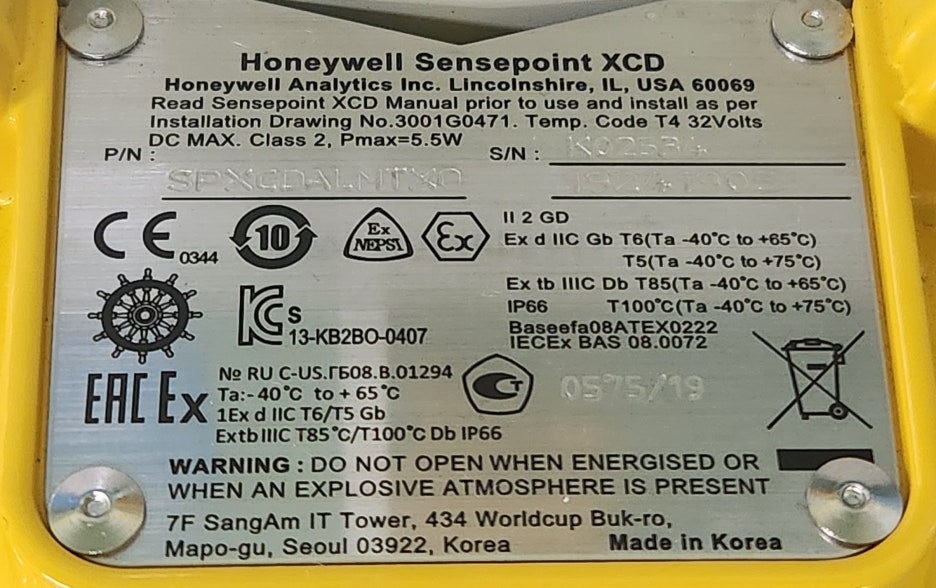 Honeywell Sensepoint XCD
Honeywell Analytics Inc. Lincolnshire, IL, USA 60069
Read Sensepoint XCD Manual prior to use and install as per
Installation Drawing No.3001G0471. Temp. Code T4 32Volts
DC MAX. Class 2, Pmax=5.5W
P/N :
SPXCDALMTXO
S/N :
K02534
CE 0344
10
Ex
NEPSI
Ex
II 2 GD
Ex d IIC Gb T6(Ta -40°C to +65°C)
T5(Ta -40°C to +75°C)
Ex tb IIIC Db T85(Ta -40°C to +65°C)
IP66 T100°C(Ta -40°C to +75°C)
Baseefa08ATEX0222
IECEx BAS 08.0072
KCs
13-KB2BO-0407
EAC Ex
№ RU C-US.ГБ08.B.01294
Ta:-40°C to + 65°C
1Ex d IIC T6/T5 Gb
ExtbIIIC T85°C/T100°C Db IP66
0575/19
WARNING : DO NOT OPEN WHEN ENERGISED OR
WHEN AN EXPLOSIVE ATMOSPHERE IS PRESENT
7F SangAm IT Tower, 434 Worldcup Buk-ro,
Mapo-gu, Seoul 03922, Korea
Made in Korea